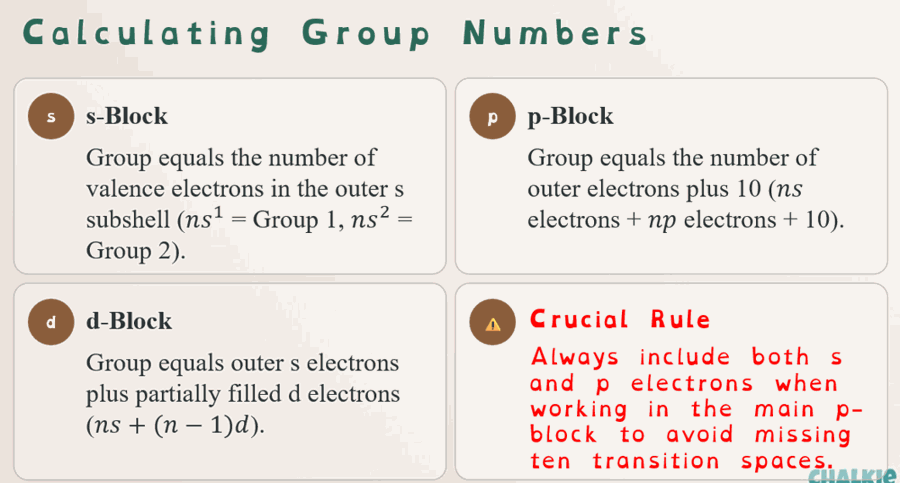 Calculating Group Numbers
s
s-Block
Group equals the number of
valence electrons in the outer s
subshell (ns¹ = Group 1, ns² =
Group 2).
p
p-Block
Group equals the number of
outer electrons plus 10 (ns
electrons + np electrons + 10).
d
d-Block
Group equals outer s electrons
plus partially filled d electrons
(ns + (n − 1)d).
Crucial Rule
Always include both s
and p electrons when
working in the main p-
block to avoid missing
ten transition spaces.
CHALKIE